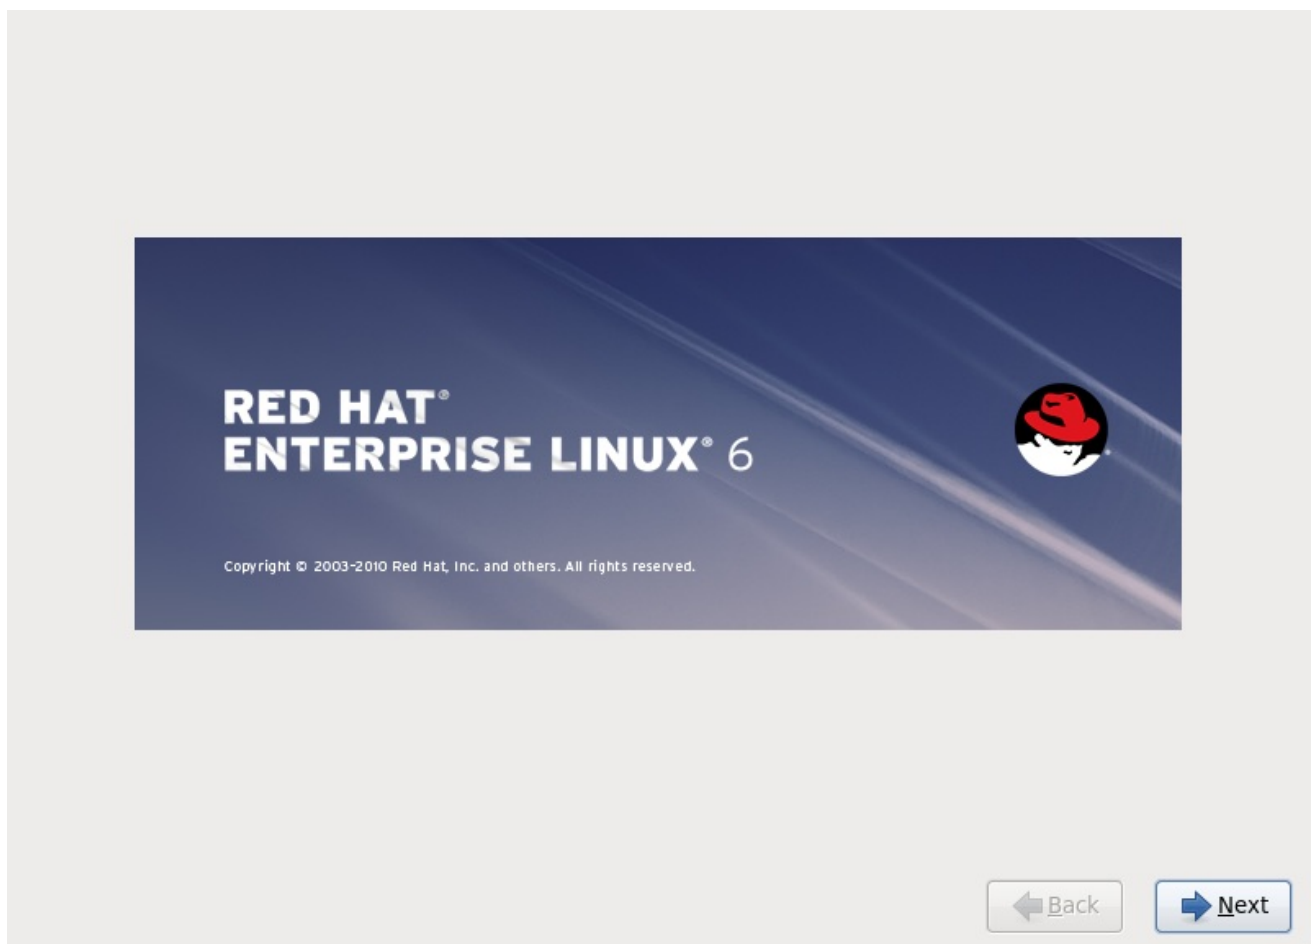 RED HAT®
ENTERPRISE LINUX® 6
Copyright © 2003-2010 Red Hat, Inc. and others. All rights reserved.
Back
Next